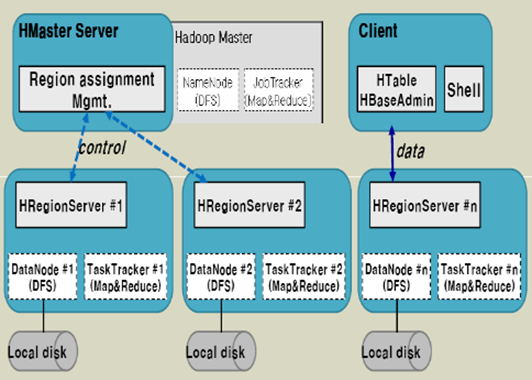 HMaster Server
Hadoop Master
Client
Region assignment
Mgmt.
NameNode
(DFS)
JobTracker
(Map&Reduce)
HTable
HBaseAdmin
Shell
control
data
HRegionServer #1
HRegionServer #2
HRegionServer #n
DataNode #1
(DFS)
TaskTracker #1
(Map&Reduce)
DataNode #2
(DFS)
TaskTracker #2
(Map&Reduce)
DataNode #n
(DFS)
TaskTracker #n
(Map&Reduce)
Local disk
Local disk
Local disk